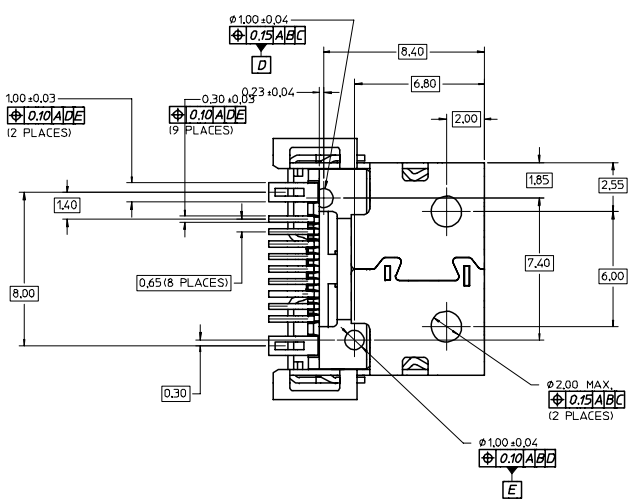 ⌀1.00 ±0.04
⌖ 0.15 A B C
D
8.40
6.80
0.23 ±0.04
2.00
1.00 ±0.03
⌖ 0.10 A D E
(2 PLACES)
0.30 ±0.03
⌖ 0.10 A D E
(9 PLACES)
1.85
2.55
1.40
0.65 (8 PLACES)
7.40
6.00
8.00
0.30
⌀2.00 MAX.
⌖ 0.15 A B C
(2 PLACES)
⌀1.00 ±0.04
⌖ 0.10 A B D
E